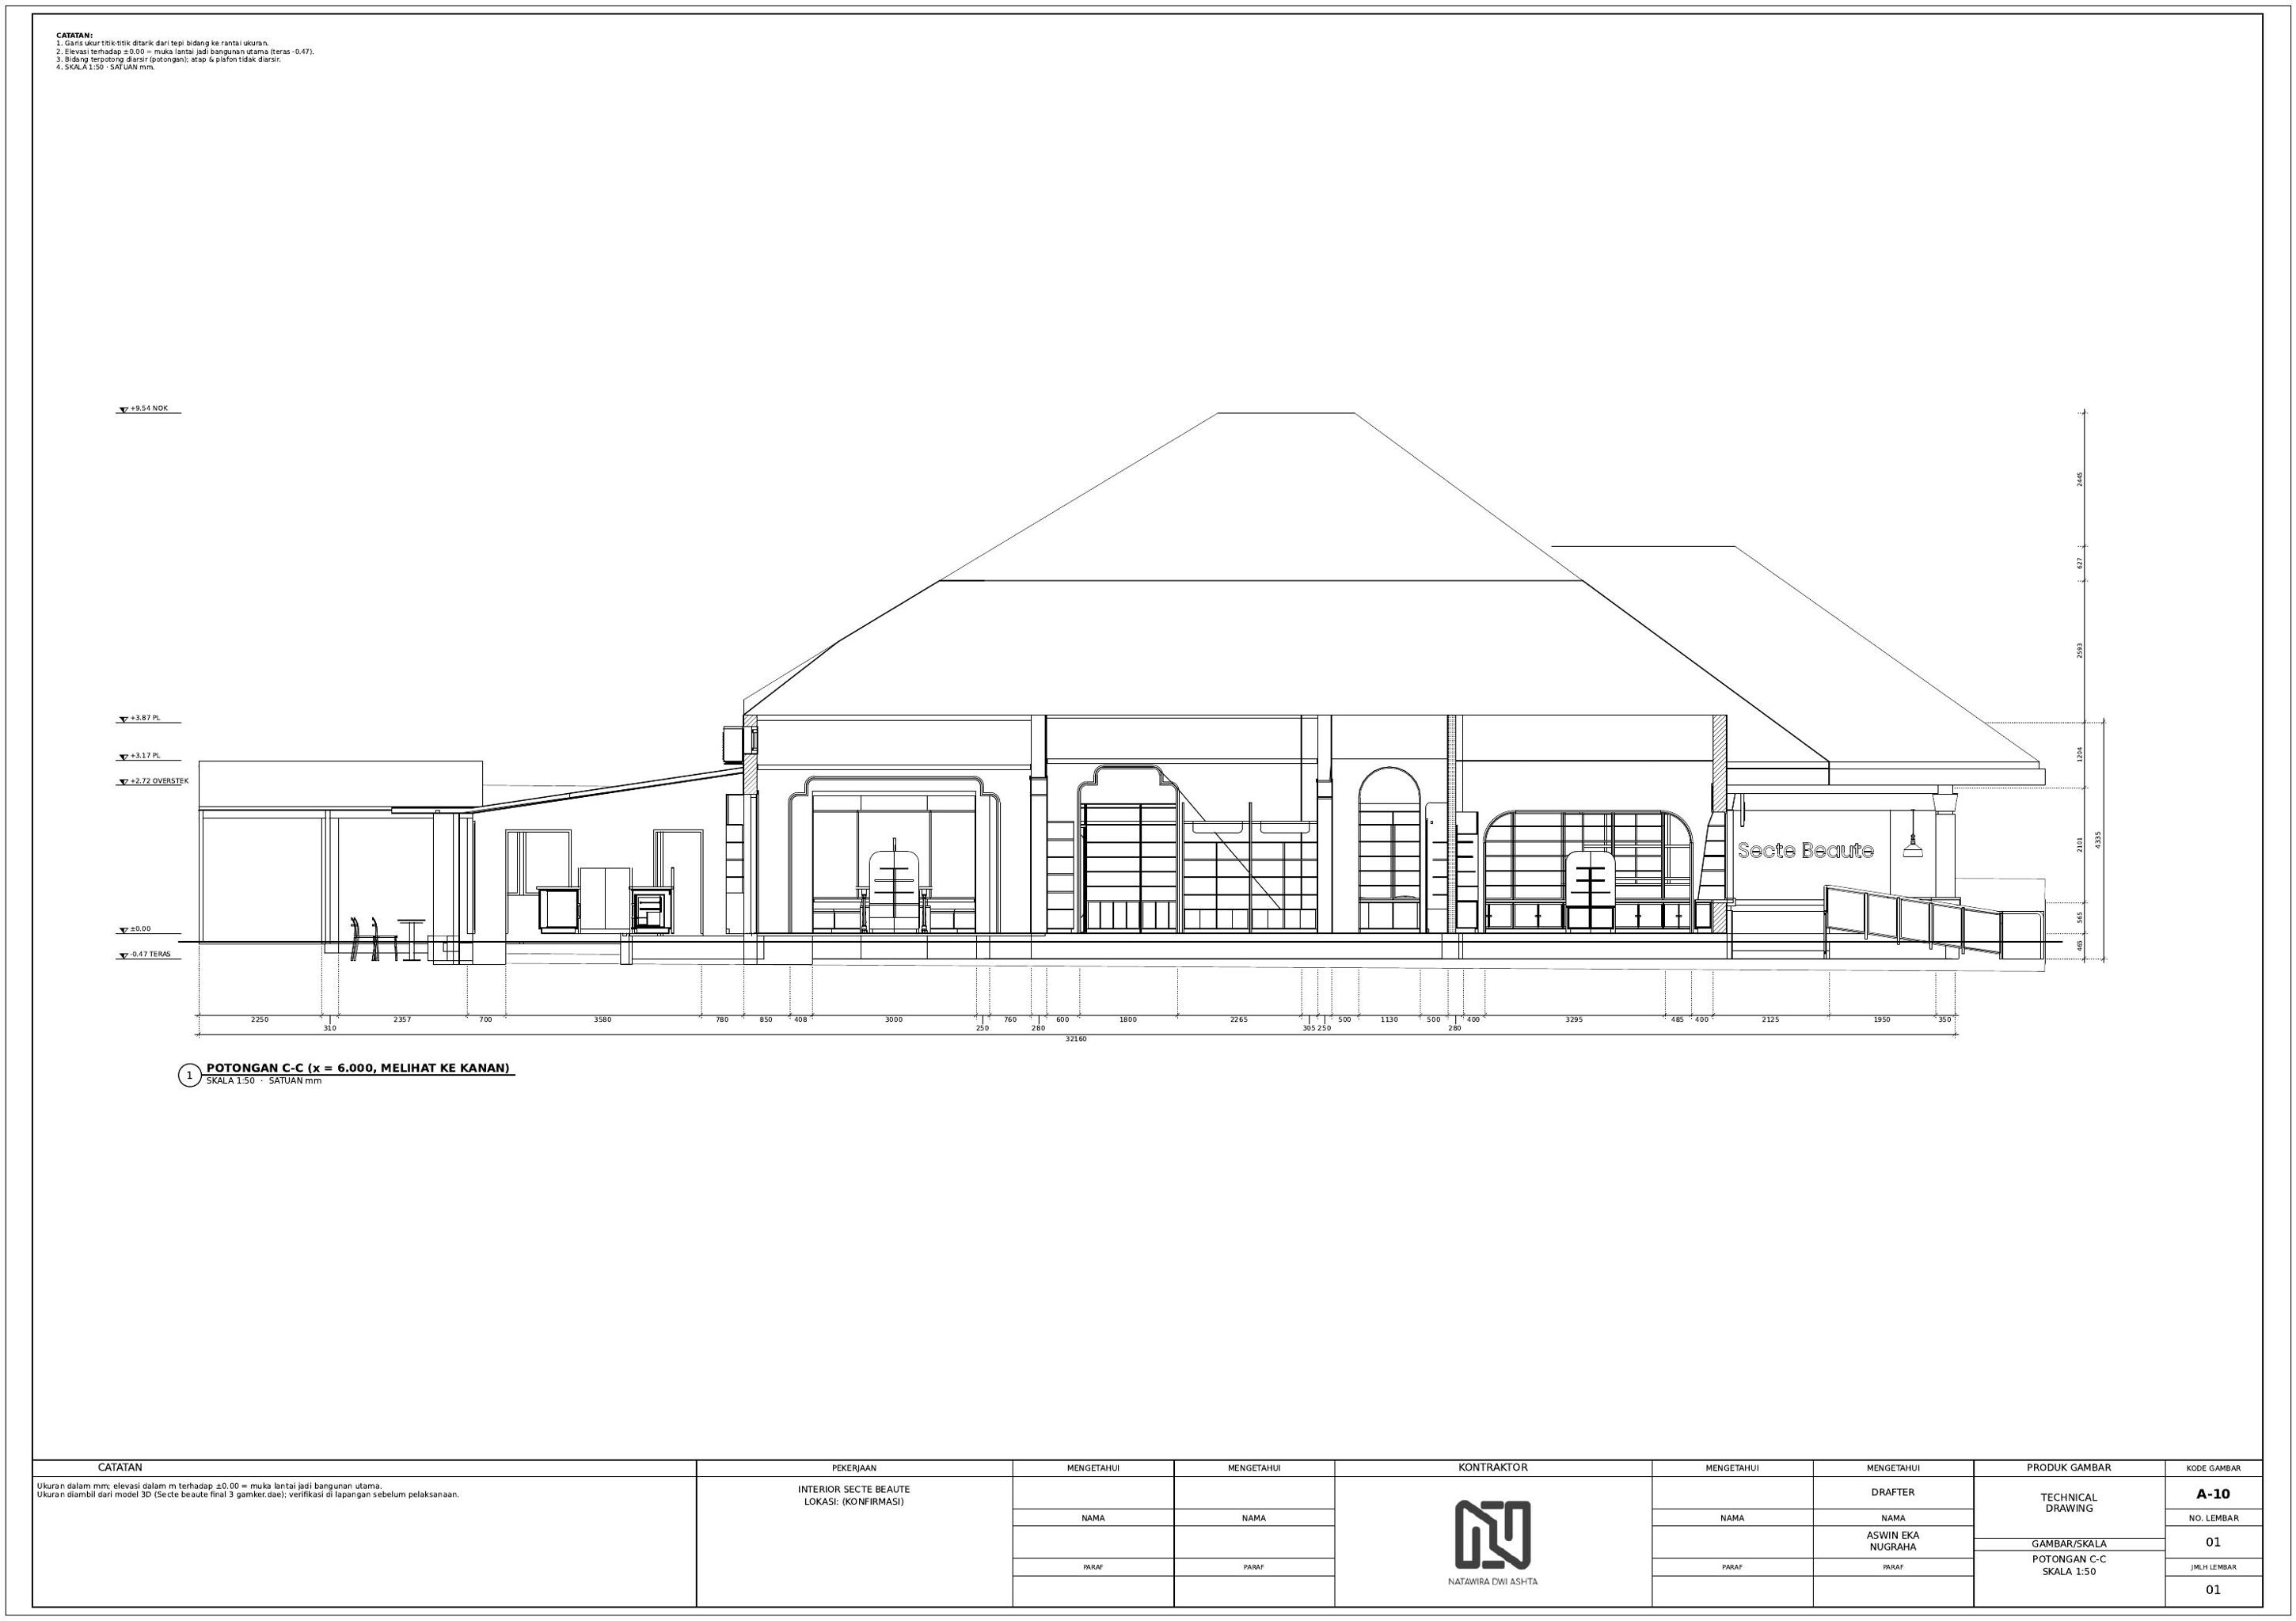 CATATAN:
1. Garis ukur titik-titik ditarik dari tepi bidang ke rantai ukuran.
2. Elevasi terhadap ±0.00 = muka lantai jadi bangunan utama (teras -0.47).
3. Bidang terpotong diarsir (potongan); atap & plafon tidak diarsir.
4. SKALA 1:50 · SATUAN mm.
+9.54 NOK
2445
627
2593
+3.87 PL
+3.17 PL
1204
+2.72 OVERSTEK
Secte Beaute
2101
4335
565
±0.00
465
-0.47 TERAS
2250 2357 700 3580 780 850 408 3000 760 600 1800 2265 500 1130 500 400 3295 485 400 2125 1950 350
310 250 280 305 250 280
32160
1
POTONGAN C-C (x = 6.000, MELIHAT KE KANAN)
SKALA 1:50 · SATUAN mm
CATATAN
Ukuran dalam mm; elevasi dalam m terhadap ±0.00 = muka lantai jadi bangunan utama.
Ukuran diambil dari model 3D (Secte beaute final 3 gamker.dae); verifikasi di lapangan sebelum pelaksanaan.
PEKERJAAN
INTERIOR SECTE BEAUTE
LOKASI: (KONFIRMASI)
MENGETAHUI
NAMA
PARAF
MENGETAHUI
NAMA
PARAF
KONTRAKTOR
NATAWIRA DWI ASHTA
MENGETAHUI
NAMA
PARAF
MENGETAHUI
DRAFTER
NAMA
ASWIN EKA
NUGRAHA
PARAF
PRODUK GAMBAR
TECHNICAL
DRAWING
GAMBAR/SKALA
POTONGAN C-C
SKALA 1:50
KODE GAMBAR
A-10
NO. LEMBAR
01
JMLH LEMBAR
01